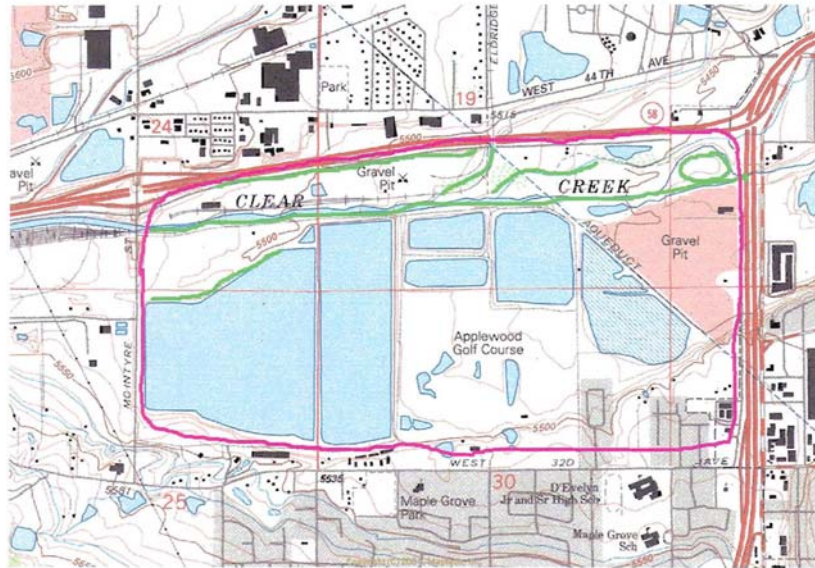 5600
24
Park
19
ELDRIDGE
5515
WEST 44TH AVE
5450
58
5500
avel
Pit
Gravel
Pit
CLEAR
CREEK
ST
5500
AQUEDUCT
Gravel
Pit
Applewood
Golf Course
MCINTYRE
5550
5500
WEST 32D AVE
5535
30
D'Evelyn
Jr and Sr High Sch
5551
25
Maple Grove
Park
Maple Grove
Sch
5550